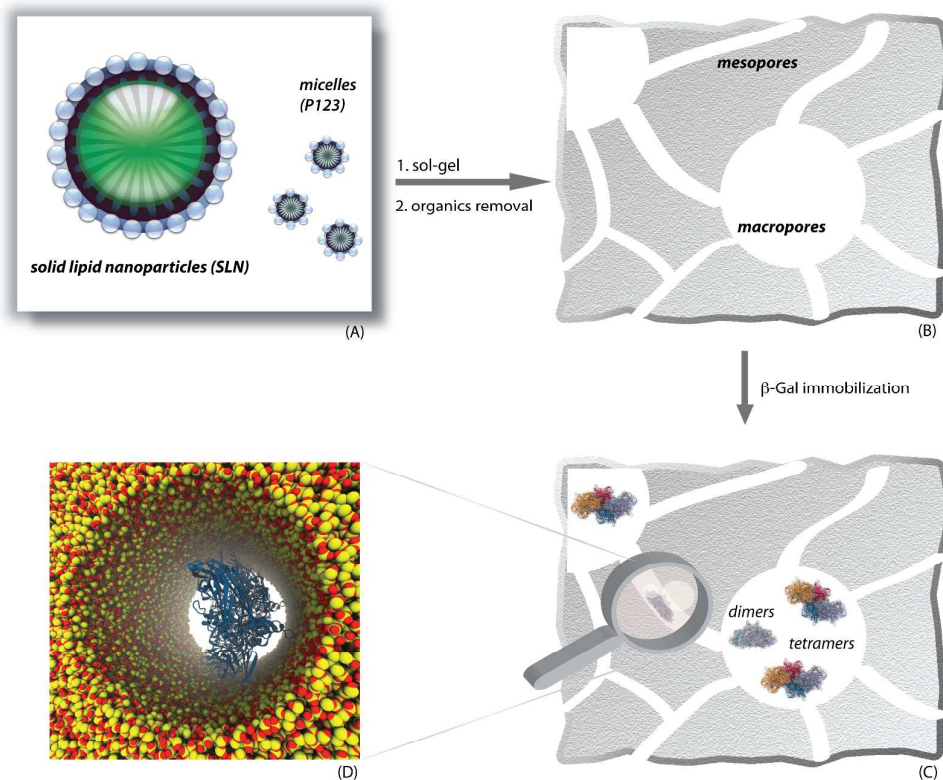 micelles
(P123)
solid lipid nanoparticles (SLN)
(A)
1. sol-gel
2. organics removal
mesopores
macropores
(B)
β-Gal immobilization
dimers
tetramers
(C)
(D)